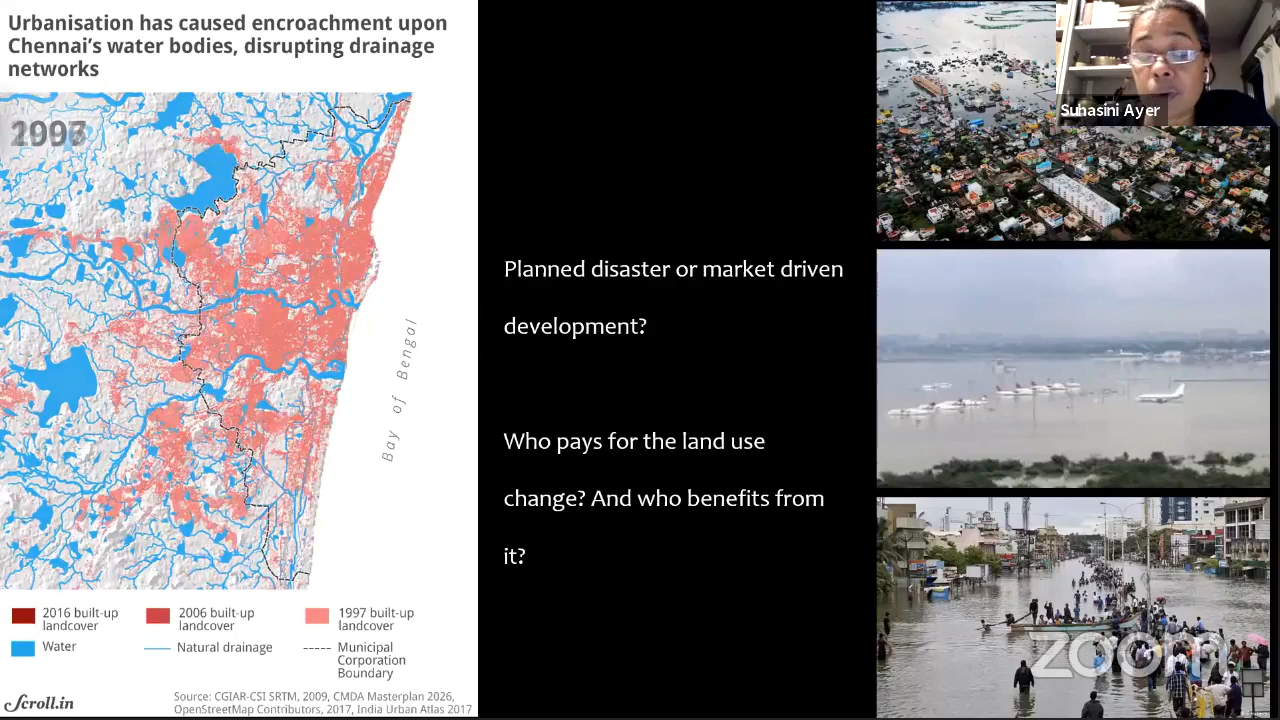 Urbanisation has caused encroachment upon
Chennai's water bodies, disrupting drainage
networks
1997
Bay of Bengal
2016 built-up
landcover
2006 built-up
landcover
1997 built-up
landcover
Water
Natural drainage
Municipal
Corporation
Boundary
Scroll.in
Source: CGIAR-CSI SRTM, 2009, CMDA Masterplan 2026,
OpenStreetMap Contributors, 2017, India Urban Atlas 2017
Planned disaster or market driven
development?
Who pays for the land use
change? And who benefits from
it?
Suhasini Ayer
zoom